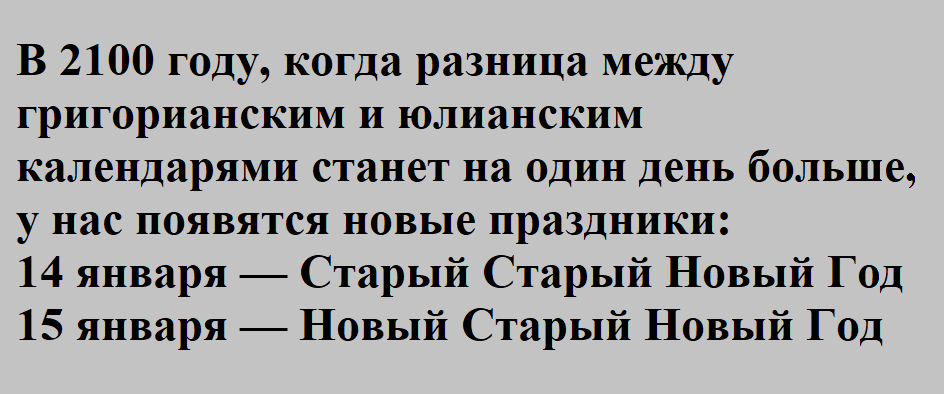 В 2100 году, когда разница между
григорианским и юлианским
календарями станет на один день больше,
у нас появятся новые праздники:
14 января — Старый Старый Новый Год
15 января — Новый Старый Новый Год